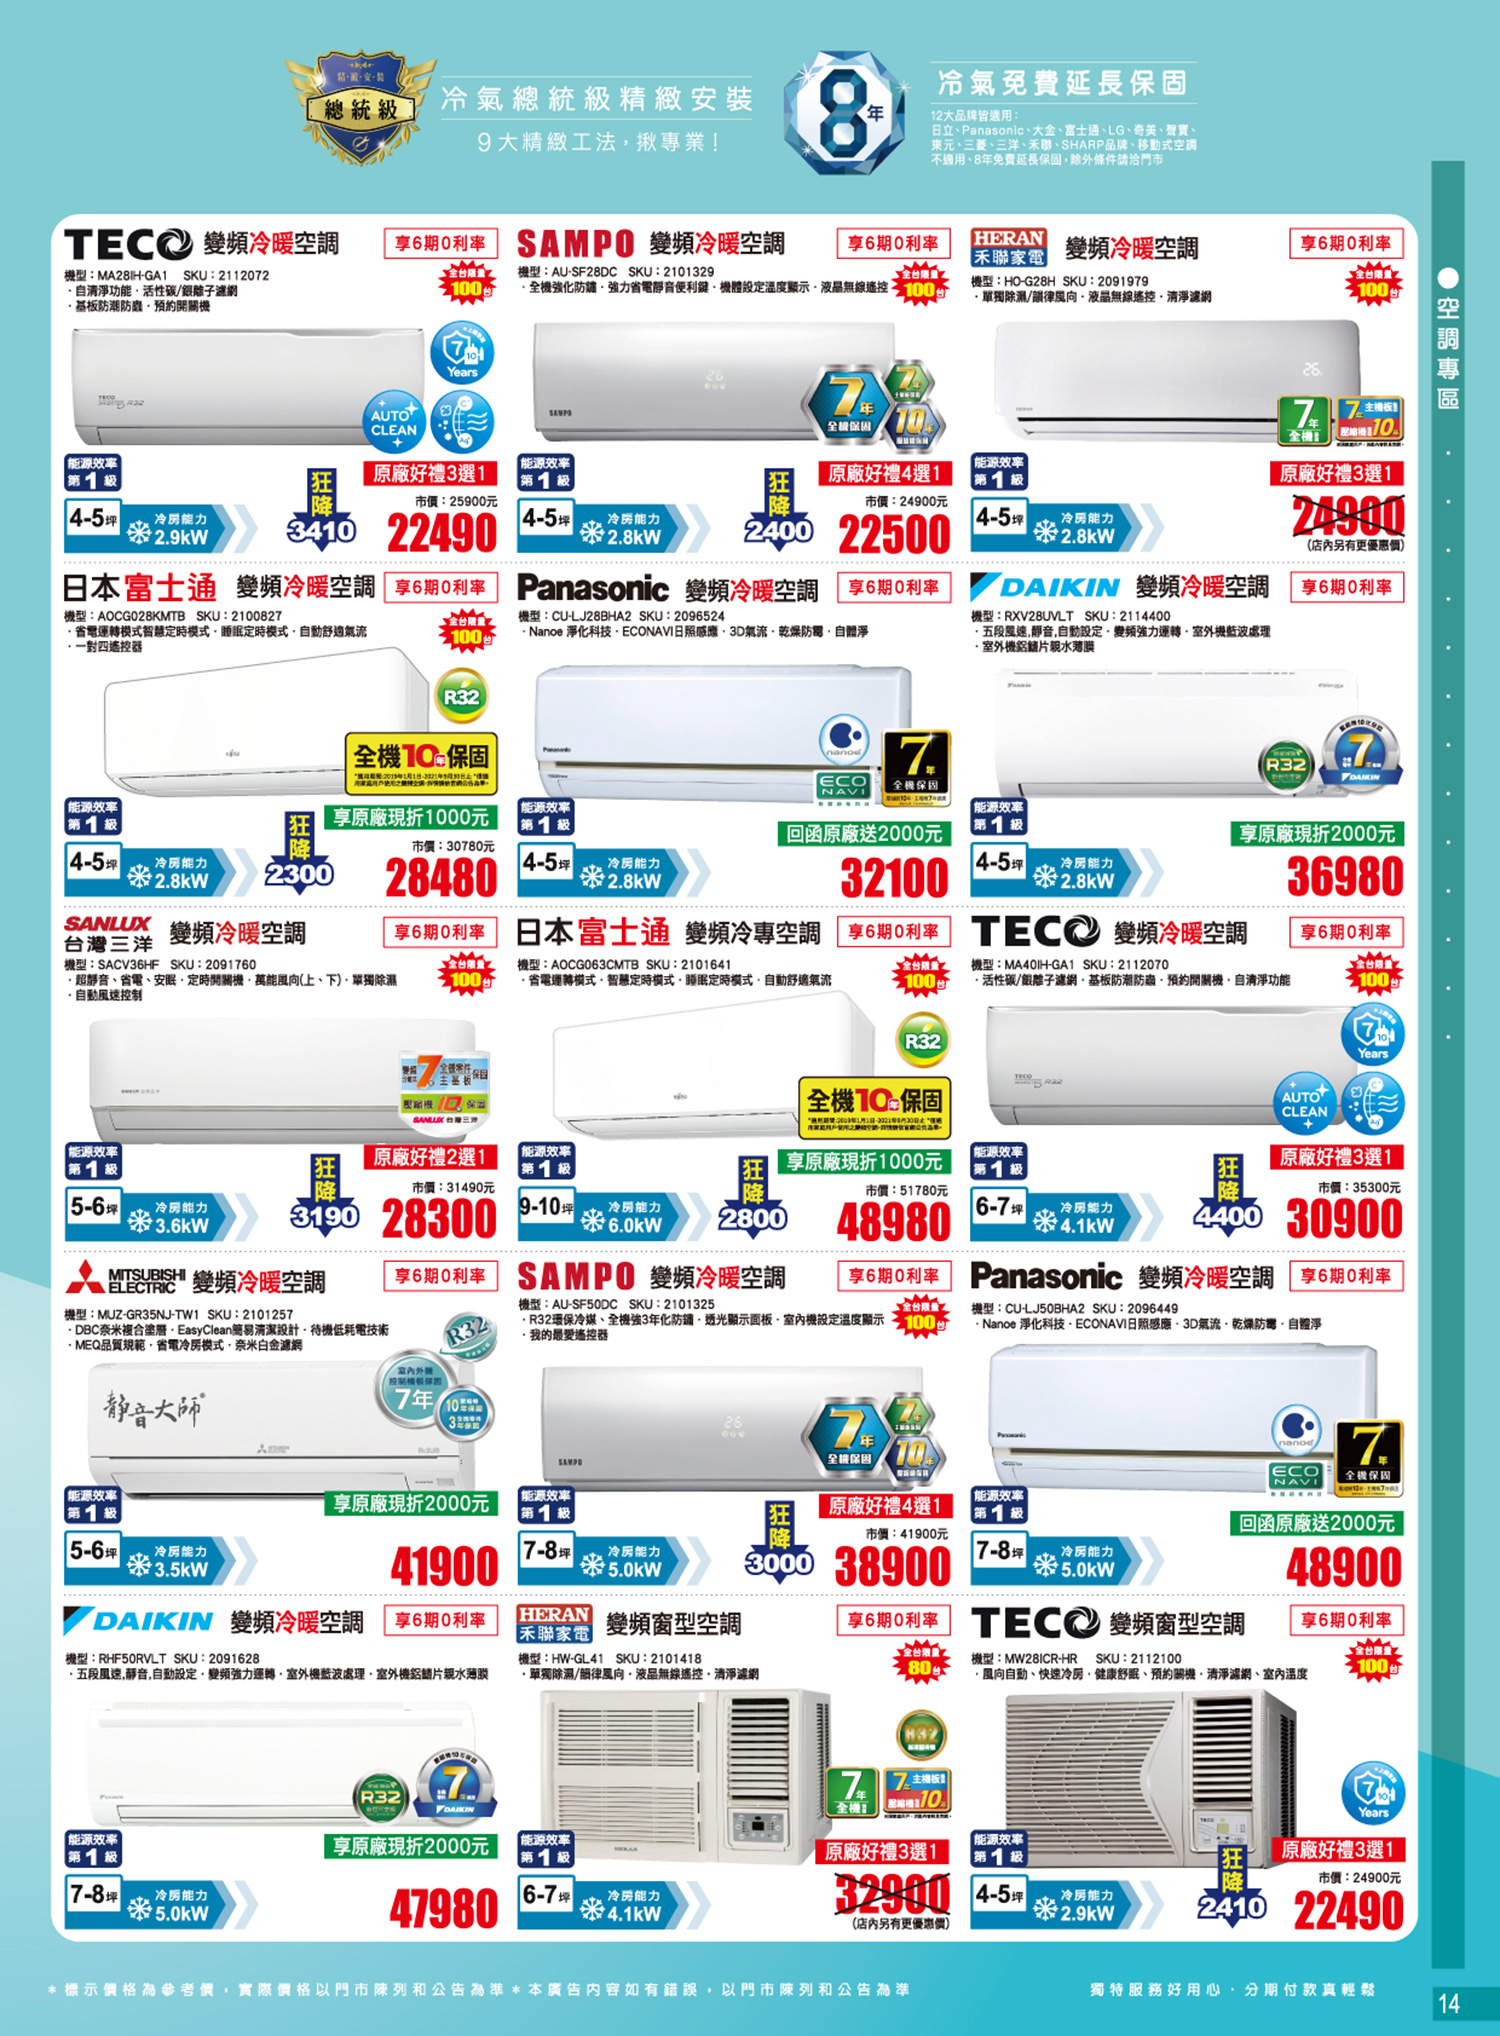 精·緻·安·裝
總統級
冷氣總統級精緻安裝
9大精緻工法，揪專業！
8年
冷氣免費延長保固
12大品牌皆適用：
日立、Panasonic、大金、富士通、LG、奇美、聲寶、
東元、三菱、三洋、禾聯、SHARP品牌、移動式空調
不適用、8年免費延長保固，除外條件請洽門市
空調專區
TECO 變頻冷暖空調 享6期0利率
機型：MA28IH-GA1 SKU：2112072
·自清淨功能·活性碳/銀離子濾網
·基板防潮防蟲·預約開關機
全台限量100台
7 10
Years
AUTO CLEAN
能源效率第1級
4-5坪 冷房能力2.9kW
狂降3410
原廠好禮3選1
市價：25900元
22490
SAMPO 變頻冷暖空調 享6期0利率
機型：AU-SF28DC SKU：2101329
·全機強化防鏽·強力省電靜音便利鍵·機體設定溫度顯示·液晶無線遙控
全台限量100台
SAMPO
7年全機保固
10年
能源效率第1級
4-5坪 冷房能力2.8kW
狂降2400
原廠好禮4選1
市價：24900元
22500
HERAN 禾聯家電 變頻冷暖空調 享6期0利率
機型：HO-G28H SKU：2091979
·單獨除濕/韻律風向·液晶無線遙控·清淨濾網
全台限量100台
26
7年全機
7年主機板
壓縮機10年
能源效率第1級
4-5坪 冷房能力2.8kW
原廠好禮3選1
24900
(店內另有更優惠價)
日本富士通 變頻冷暖空調 享6期0利率
機型：AOCG028KMTB SKU：2100827
·省電運轉模式智慧定時模式·睡眠定時模式·自動舒適氣流
·一對四遙控器
全台限量100台
R32
全機10年保固
能源效率第1級
4-5坪 冷房能力2.8kW
狂降2300
享原廠現折1000元
市價：30780元
28480
Panasonic 變頻冷暖空調 享6期0利率
機型：CU-LJ28BHA2 SKU：2096524
·Nanoe 淨化科技·ECONAVI日照感應·3D氣流·乾燥防霉·自體淨
Panasonic
nanoe
ECO NAVI
7年全機保固
能源效率第1級
4-5坪 冷房能力2.8kW
回函原廠送2000元
32100
DAIKIN 變頻冷暖空調 享6期0利率
機型：RXV28UVLT SKU：2114400
·五段風速,靜音,自動設定·變頻強力運轉·室外機藍波處理
·室外機鋁鰭片親水薄膜
R32
7
DAIKIN
能源效率第1級
4-5坪 冷房能力2.8kW
享原廠現折2000元
36980
SANLUX 台灣三洋 變頻冷暖空調 享6期0利率
機型：SACV36HF SKU：2091760
·超靜音、省電、安眠·定時開關機·萬能風向(上、下)·單獨除濕
·自動風速控制
全台限量100台
7
主基板
保固
壓縮機10年保固
SANLUX 台灣三洋
能源效率第1級
5-6坪 冷房能力3.6kW
狂降3190
原廠好禮2選1
市價：31490元
28300
日本富士通 變頻冷專空調 享6期0利率
機型：AOCG063CMTB SKU：2101641
·省電運轉模式·智慧定時模式·睡眠定時模式·自動舒適氣流
全台限量100台
R32
全機10年保固
能源效率第1級
9-10坪 冷房能力6.0kW
狂降2800
享原廠現折1000元
市價：51780元
48980
TECO 變頻冷暖空調 享6期0利率
機型：MA40IH-GA1 SKU：2112070
·活性碳/銀離子濾網·基板防潮防蟲·預約開關機·自清淨功能
全台限量100台
7 10
Years
AUTO CLEAN
能源效率第1級
6-7坪 冷房能力4.1kW
狂降4400
原廠好禮3選1
市價：35300元
30900
MITSUBISHI ELECTRIC 變頻冷暖空調 享6期0利率
機型：MUZ-GR35NJ-TW1 SKU：2101257
·DBC奈米複合塗層·EasyClean簡易清潔設計·待機低耗電技術
·MEQ品質規範·省電冷房模式·奈米白金濾網
R32
靜音大師
室內外機
控制機板保固
7年
10年保固
3年保固
能源效率第1級
5-6坪 冷房能力3.5kW
享原廠現折2000元
41900
SAMPO 變頻冷暖空調 享6期0利率
機型：AU-SF50DC SKU：2101325
·R32環保冷媒、全機強3年化防鏽·透光顯示面板·室內機設定溫度顯示
·我的最愛遙控器
全台限量100台
SAMPO
7年全機保固
10年
能源效率第1級
7-8坪 冷房能力5.0kW
狂降3000
原廠好禮4選1
市價：41900元
38900
Panasonic 變頻冷暖空調 享6期0利率
機型：CU-LJ50BHA2 SKU：2096449
·Nanoe 淨化科技·ECONAVI日照感應·3D氣流·乾燥防霉·自體淨
Panasonic
nanoe
ECO NAVI
7年全機保固
能源效率第1級
7-8坪 冷房能力5.0kW
回函原廠送2000元
48900
DAIKIN 變頻冷暖空調 享6期0利率
機型：RHF50RVLT SKU：2091628
·五段風速,靜音,自動設定·變頻強力運轉·室外機藍波處理·室外機鋁鰭片親水薄膜
R32
7
DAIKIN
能源效率第1級
7-8坪 冷房能力5.0kW
享原廠現折2000元
47980
HERAN 禾聯家電 變頻窗型空調 享6期0利率
機型：HW-GL41 SKU：2101418
·單獨除濕/韻律風向·液晶無線遙控·清淨濾網
全台限量80台
R32
7年全機
7年主機板
壓縮機10年
能源效率第1級
6-7坪 冷房能力4.1kW
原廠好禮3選1
32900
(店內另有更優惠價)
TECO 變頻窗型空調 享6期0利率
機型：MW28ICR-HR SKU：2112100
·風向自動、快速冷房·健康舒眠、預約關機·清淨濾網、室內溫度
全台限量100台
7 10
Years
能源效率第1級
4-5坪 冷房能力2.9kW
狂降2410
原廠好禮3選1
市價：24900元
22490
＊標示價格為參考價，實際價格以門市陳列和公告為準＊本廣告內容如有錯誤，以門市陳列和公告為準
獨特服務好用心·分期付款真輕鬆
14